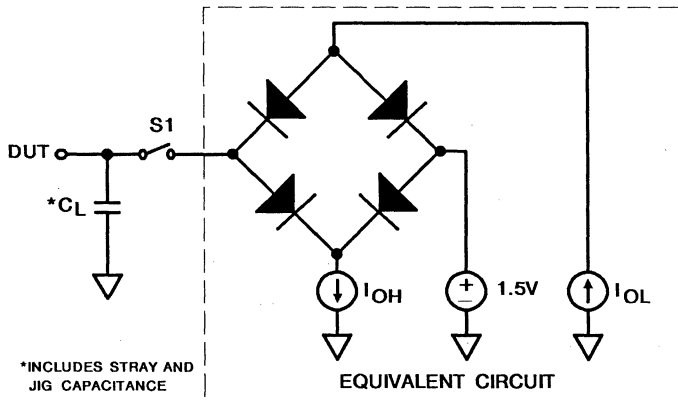 S1
DUT
*CL
IOH
+
−
1.5V
IOL
*INCLUDES STRAY AND
JIG CAPACITANCE
EQUIVALENT CIRCUIT